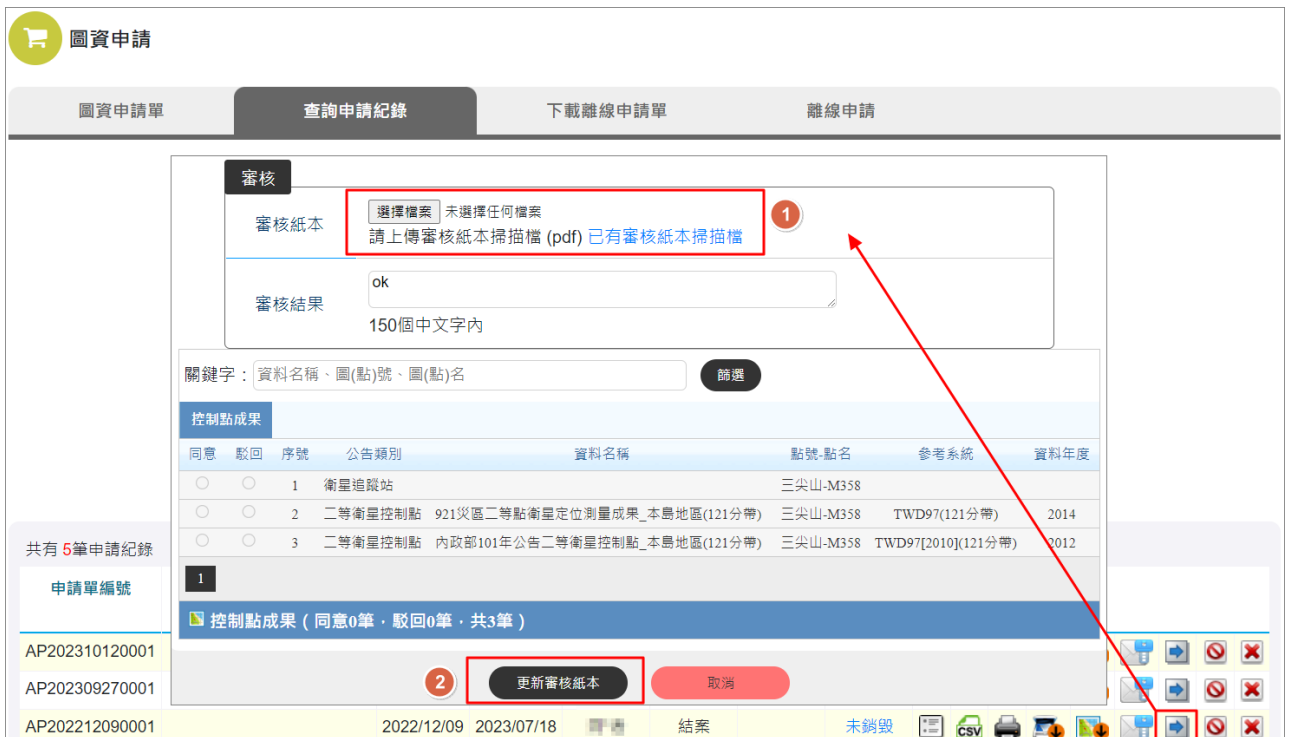 圖資申請
圖資申請單 查詢申請紀錄 下載離線申請單 離線申請
審核
審核紙本 選擇檔案 未選擇任何檔案
請上傳審核紙本掃描檔 (pdf) 已有審核紙本掃描檔
1
審核結果 ok
150個中文字內
關鍵字： 資料名稱、圖(點)號、圖(點)名 篩選
控制點成果
同意 駁回 序號 公告類別 資料名稱 點號-點名 參考系統 資料年度
1 衛星追蹤站 三尖山-M358
2 二等衛星控制點 921災區二等點衛星定位測量成果_本島地區(121分帶) 三尖山-M358 TWD97(121分帶) 2014
3 二等衛星控制點 內政部101年公告二等衛星控制點_本島地區(121分帶) 三尖山-M358 TWD97[2010](121分帶) 2012
1
控制點成果 ( 同意0筆，駁回0筆，共3筆 )
2 更新審核紙本 取消
共有 5筆申請紀錄
申請單編號
AP202310120001
AP202309270001
AP202212090001 2022/12/09 2023/07/18 結案 未銷毀 CSV